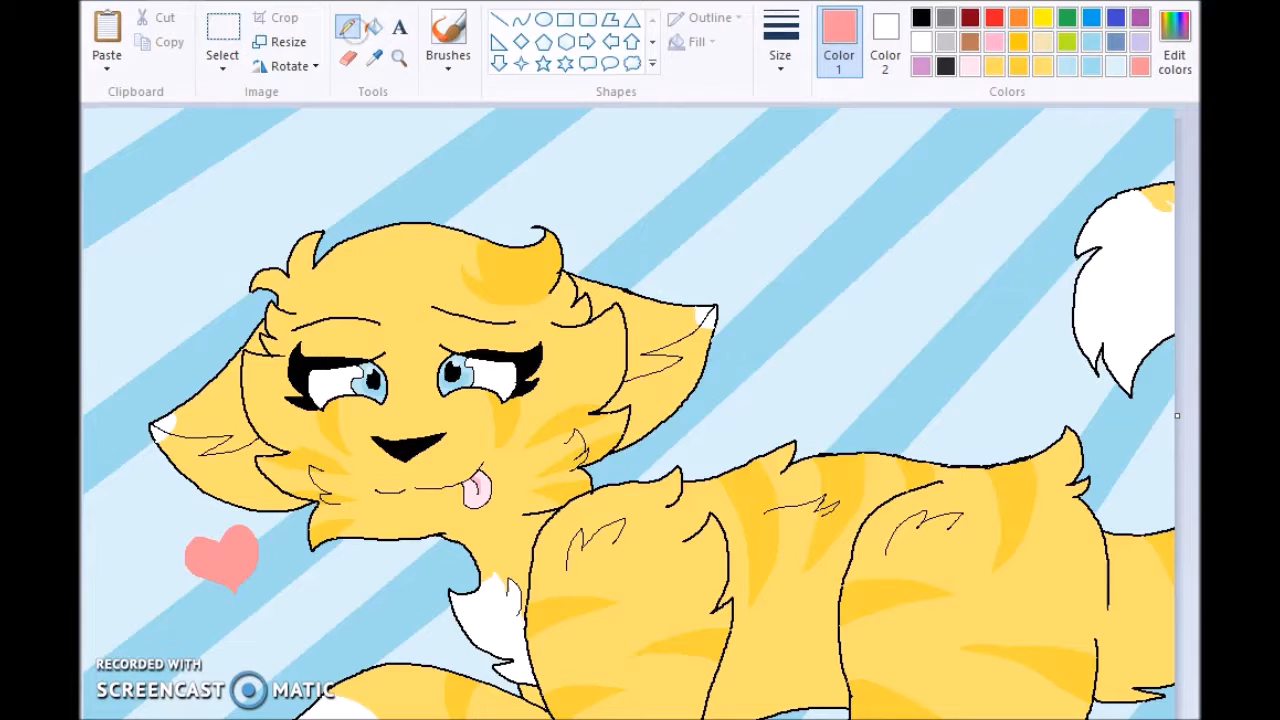 Paste
Cut
Copy
Clipboard
Select
Crop
Resize
Rotate
Image
A
Tools
Brushes
Shapes
Outline
Fill
Size
Color 1
Color 2
Edit colors
Colors
RECORDED WITH
SCREENCAST MATIC